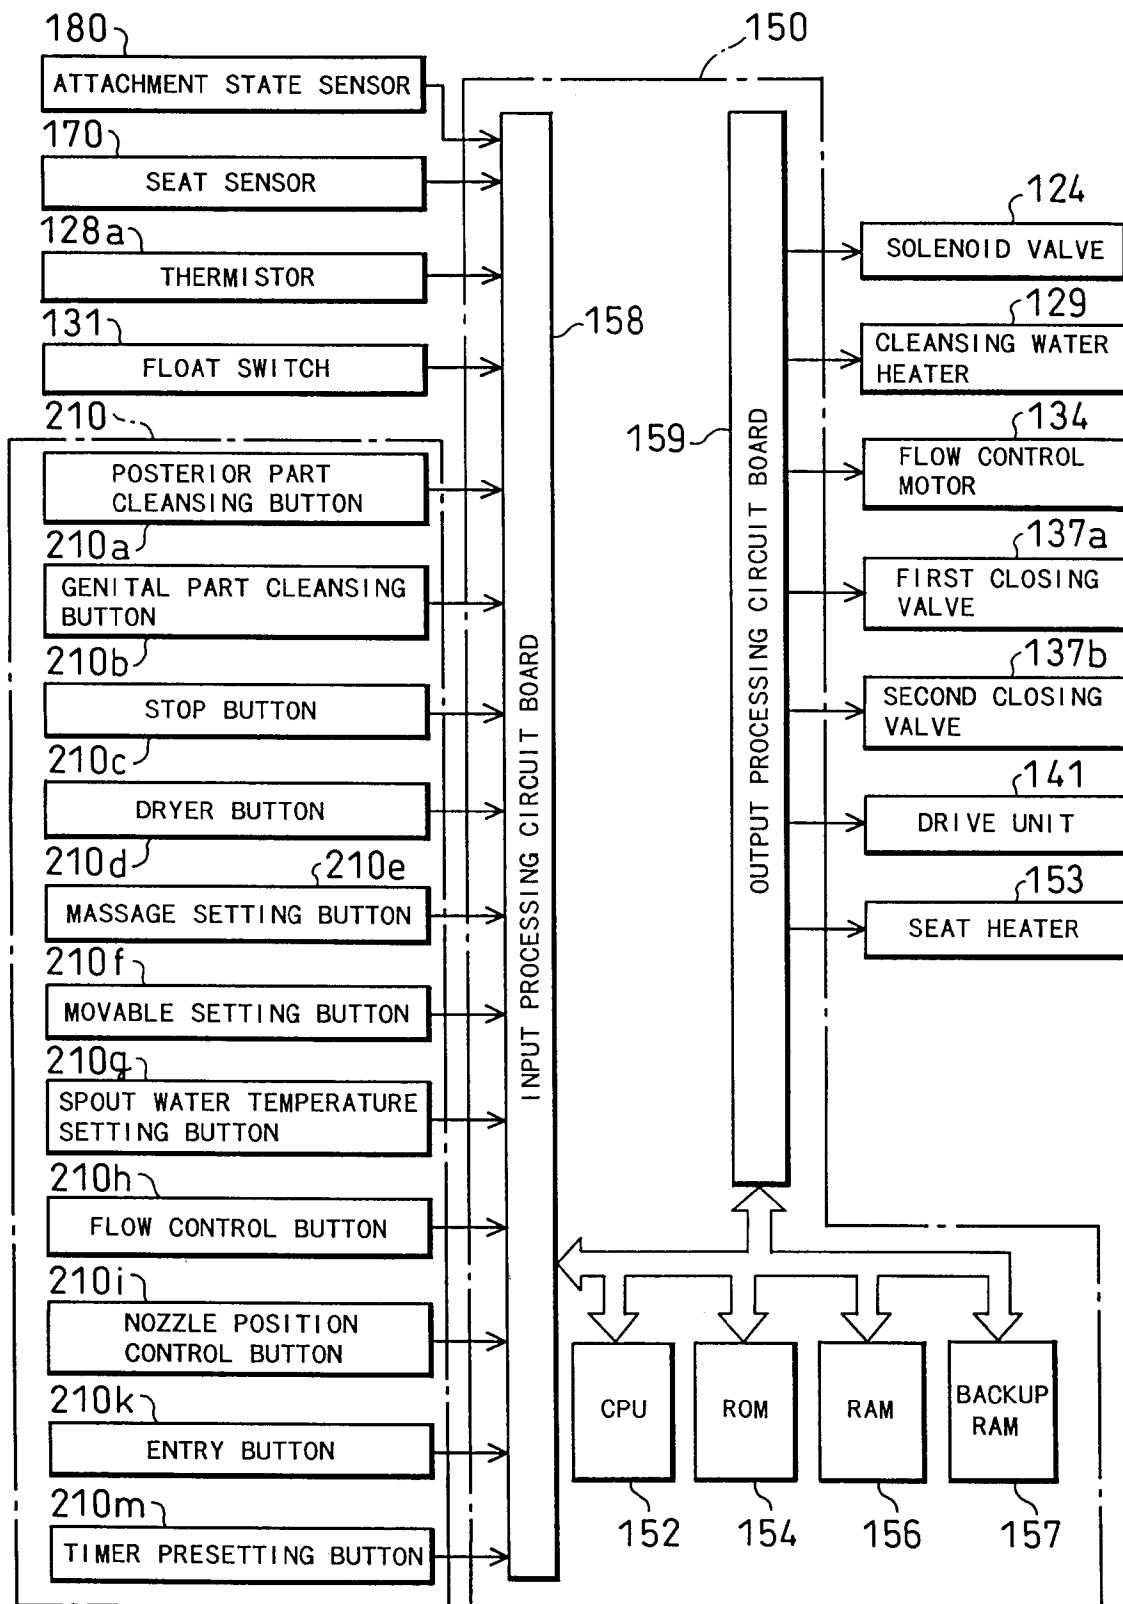 180
ATTACHMENT STATE SENSOR
170
SEAT SENSOR
128a
THERMISTOR
131
FLOAT SWITCH
210
POSTERIOR PART
CLEANSING BUTTON
210a
GENITAL PART CLEANSING
BUTTON
210b
STOP BUTTON
210c
DRYER BUTTON
210d
210e
MASSAGE SETTING BUTTON
210f
MOVABLE SETTING BUTTON
210g
SPOUT WATER TEMPERATURE
SETTING BUTTON
210h
FLOW CONTROL BUTTON
210i
NOZZLE POSITION
CONTROL BUTTON
210k
ENTRY BUTTON
210m
TIMER PRESETTING BUTTON
150
158
INPUT PROCESSING CIRCUIT BOARD
159
OUTPUT PROCESSING CIRCUIT BOARD
124
SOLENOID VALVE
129
CLEANSING WATER
HEATER
134
FLOW CONTROL
MOTOR
137a
FIRST CLOSING
VALVE
137b
SECOND CLOSING
VALVE
141
DRIVE UNIT
153
SEAT HEATER
CPU
ROM
RAM
BACKUP
RAM
152
154
156
157